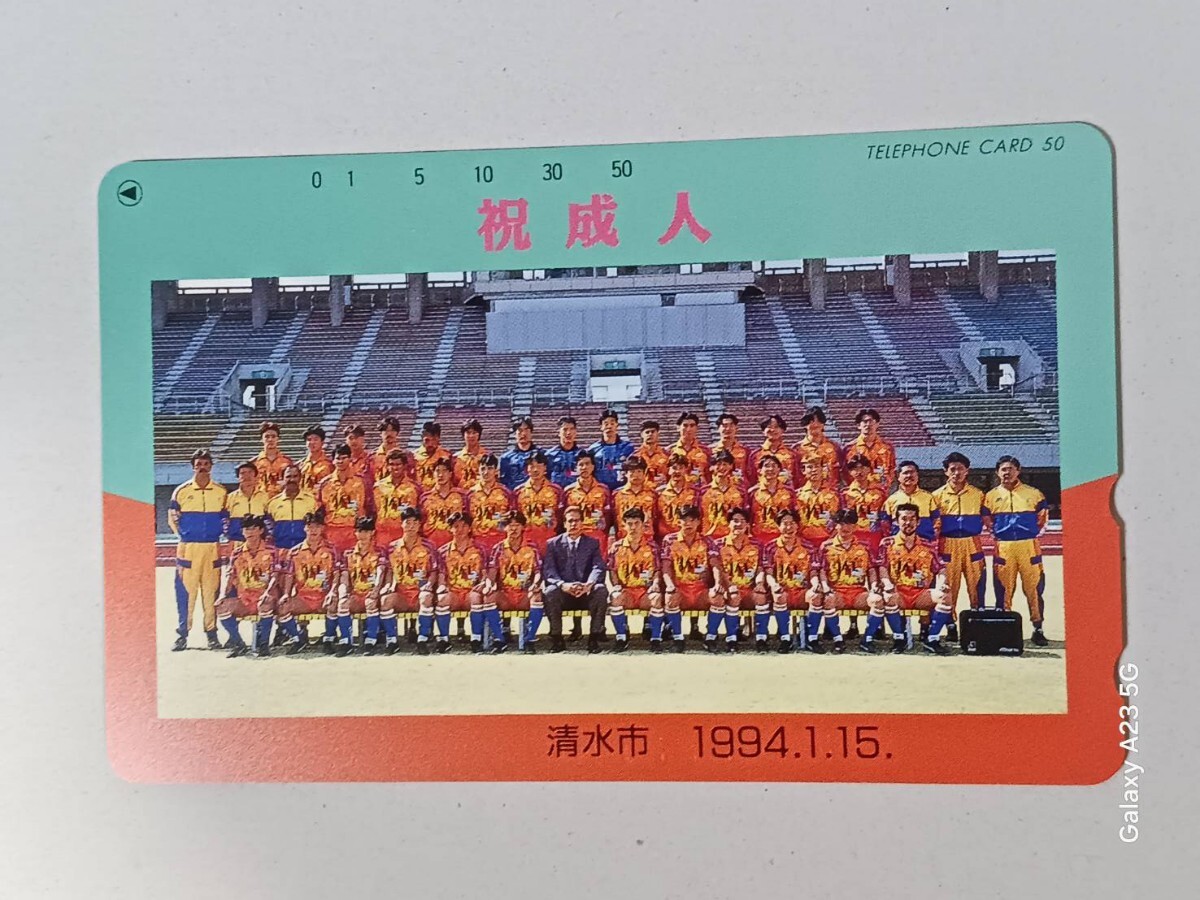 TELEPHONE CARD 50
0 1 5 10 30 50
祝成人
JAL
清水市 1994.1.15.
Galaxy A23 5G